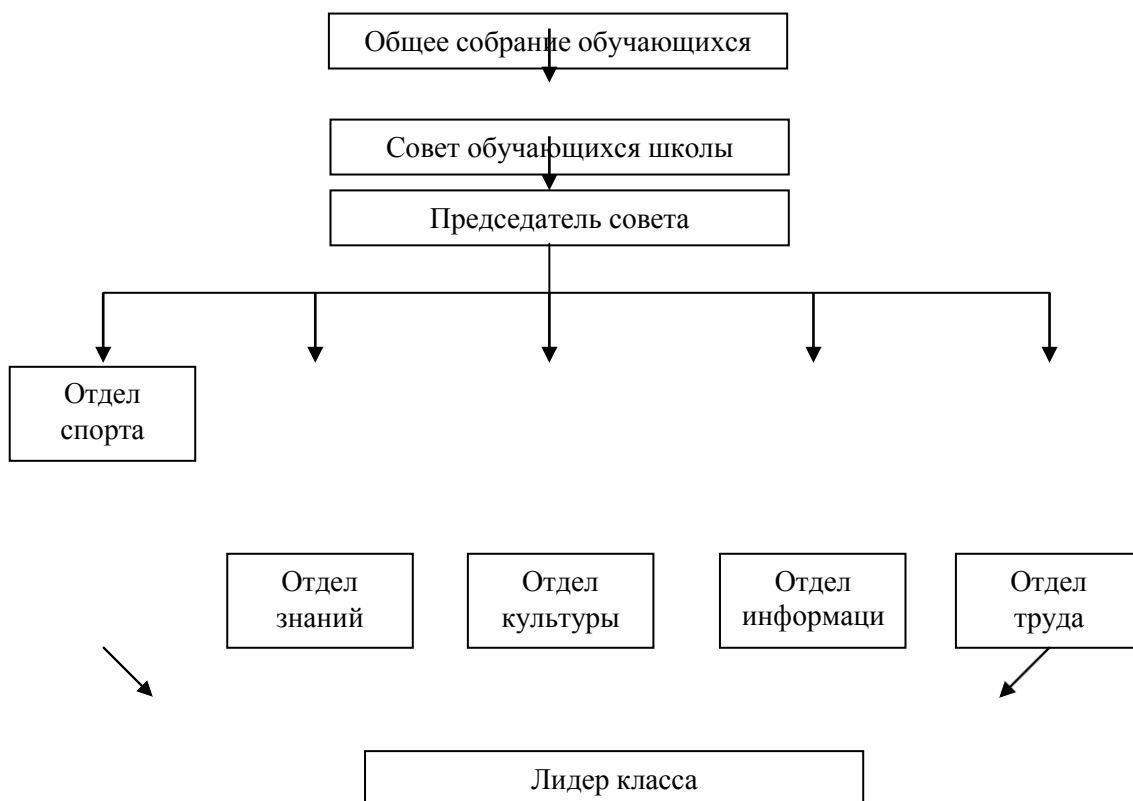 Общее собрание обучающихся
Совет обучающихся школы
Председатель совета
Отдел
спорта
Отдел
знаний
Отдел
культуры
Отдел
информаци
Отдел
труда
Лидер класса